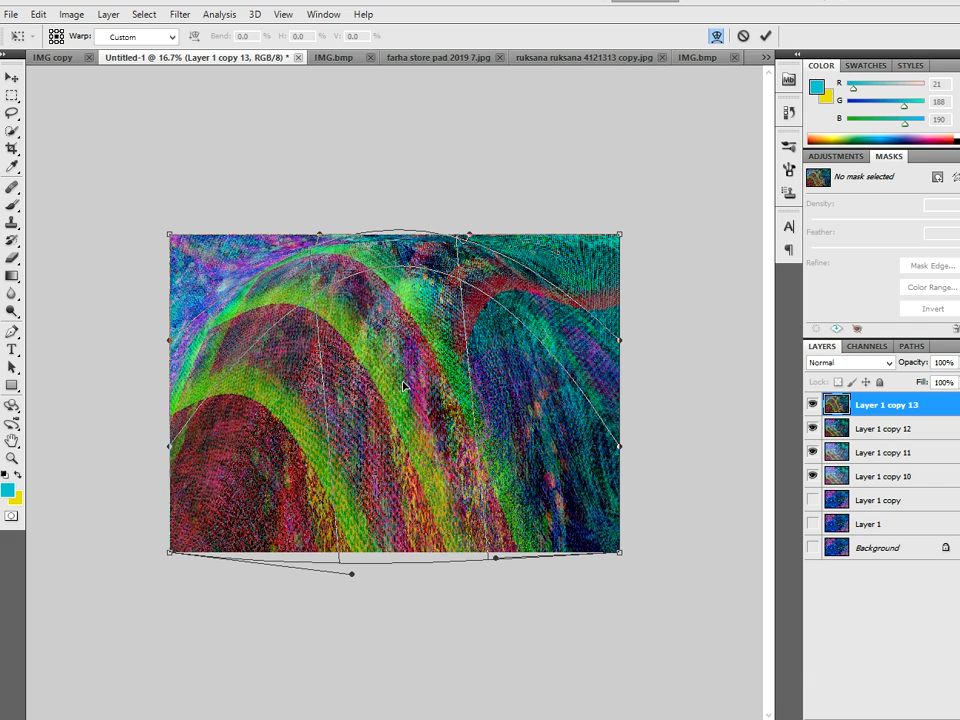 File Edit Image Layer Select Filter Analysis 3D View Window Help
Warp: Custom Bend: 0.0 % H: 0.0 % V: 0.0 %
IMG copy Untitled-1 @ 16.7% (Layer 1 copy 13, RGB/8) * IMG.bmp farha store pad 2019 7.jpg ruksana ruksana 4121313 copy.jpg IMG.bmp
COLOR SWATCHES STYLES
R 21
G 188
B 190
ADJUSTMENTS MASKS
No mask selected
Density:
Feather:
Refine: Mask Edge...
Color Range...
Invert
LAYERS CHANNELS PATHS
Normal Opacity: 100%
Lock: Fill: 100%
Layer 1 copy 13
Layer 1 copy 12
Layer 1 copy 11
Layer 1 copy 10
Layer 1 copy
Layer 1
Background